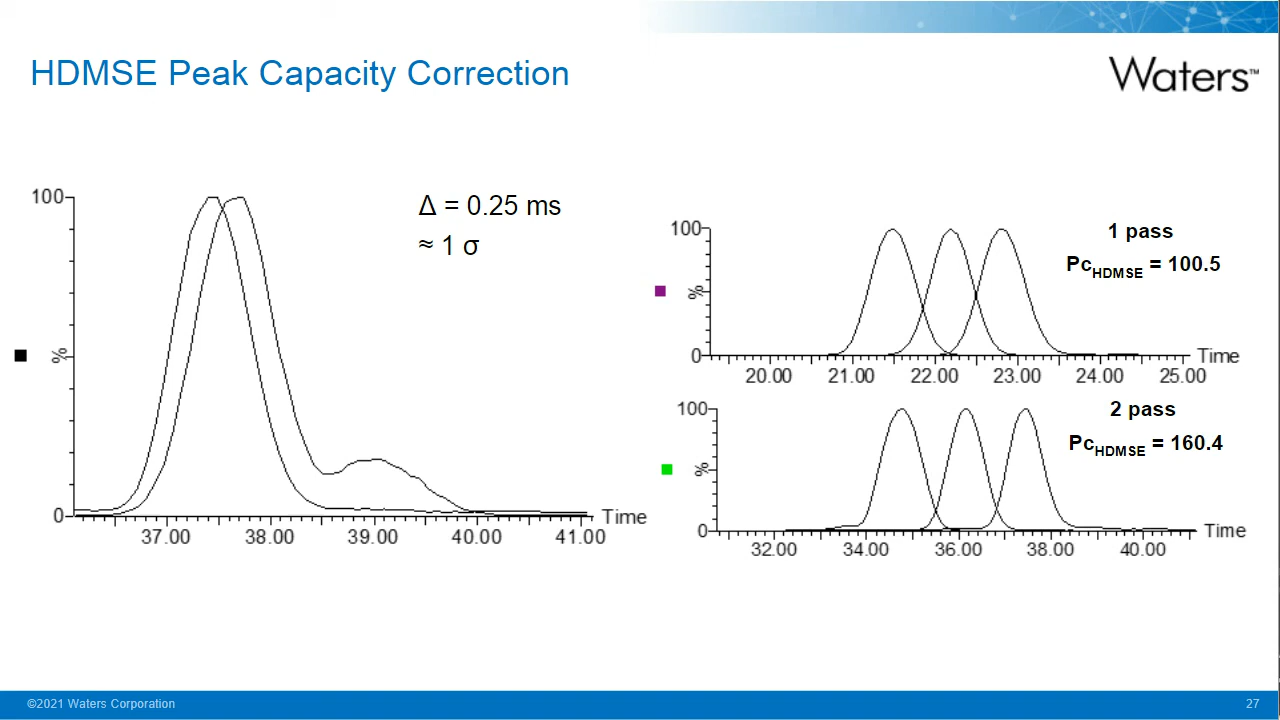 HDMSE Peak Capacity Correction
Waters™
100
%
0
37.00 38.00 39.00 40.00 41.00
Time
Δ = 0.25 ms
≈ 1 σ
100
%
0
20.00 21.00 22.00 23.00 24.00 25.00
Time
1 pass
PcHDMSE = 100.5
100
%
0
32.00 34.00 36.00 38.00 40.00
Time
2 pass
PcHDMSE = 160.4
©2021 Waters Corporation
27